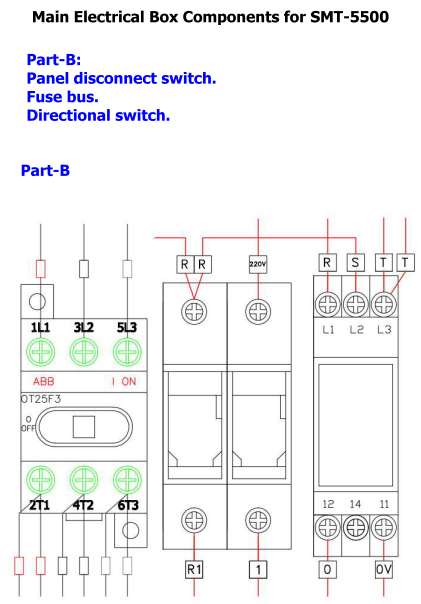 Main Electrical Box Components for SMT-5500
Part-B:
Panel disconnect switch.
Fuse bus.
Directional switch.
Part-B
R R 220V R S T T
1L1 3L2 5L3 L1 L2 L3
ABB I ON
OT25F3
O
OFF
2T1 4T2 6T3 12 14 11
R1 1 0 0V